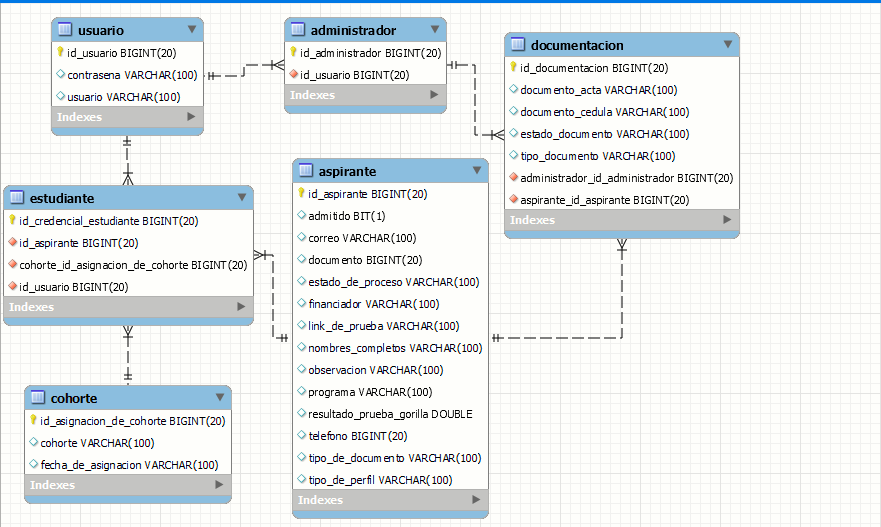 usuario
id_usuario BIGINT(20)
contrasena VARCHAR(100)
usuario VARCHAR(100)
Indexes
administrador
id_administrador BIGINT(20)
id_usuario BIGINT(20)
Indexes
documentacion
id_documentacion BIGINT(20)
documento_acta VARCHAR(100)
documento_cedula VARCHAR(100)
estado_documento VARCHAR(100)
tipo_documento VARCHAR(100)
administrador_id_administrador BIGINT(20)
aspirante_id_aspirante BIGINT(20)
Indexes
estudiante
id_credencial_estudiante BIGINT(20)
id_aspirante BIGINT(20)
cohorte_id_asignacion_de_cohorte BIGINT(20)
id_usuario BIGINT(20)
Indexes
aspirante
id_aspirante BIGINT(20)
admitido BIT(1)
correo VARCHAR(100)
documento BIGINT(20)
estado_de_proceso VARCHAR(100)
financiador VARCHAR(100)
link_de_prueba VARCHAR(100)
nombres_completos VARCHAR(100)
observacion VARCHAR(100)
programa VARCHAR(100)
resultado_prueba_gorilla DOUBLE
telefono BIGINT(20)
tipo_de_documento VARCHAR(100)
tipo_de_perfil VARCHAR(100)
Indexes
cohorte
id_asignacion_de_cohorte BIGINT(20)
cohorte VARCHAR(100)
fecha_de_asignacion VARCHAR(100)
Indexes